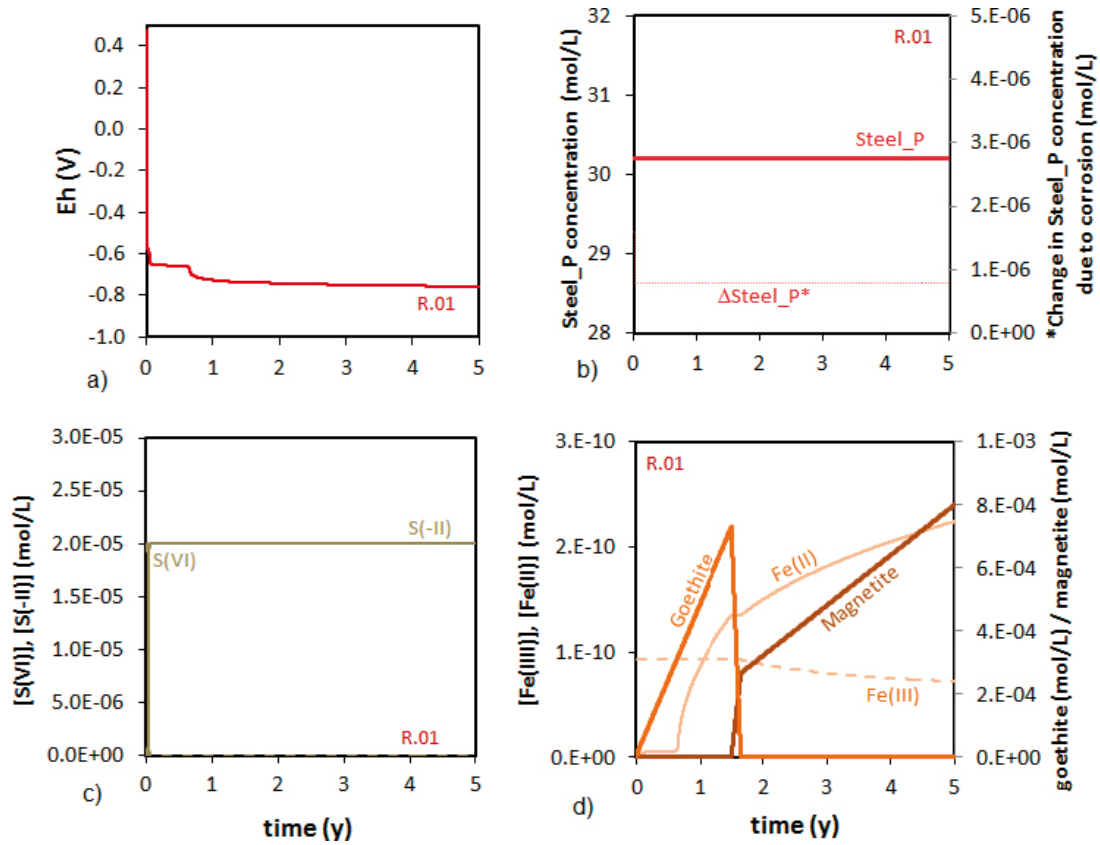 0.4
0.2
0.0
-0.2
-0.4
-0.6
-0.8
-1.0
Eh (V)
R.01
0 1 2 3 4 5
a)
32
31
30
29
28
Steel_P concentration (mol/L)
R.01
Steel_P
ΔSteel_P*
5.E-06
4.E-06
3.E-06
2.E-06
1.E-06
0.E+00
*Change in Steel_P concentration
due to corrosion (mol/L)
0 1 2 3 4 5
b)
3.0E-05
2.5E-05
2.0E-05
1.5E-05
1.0E-05
5.0E-06
0.0E+00
[S(VI)], [S(-II)] (mol/L)
S(-II)
S(VI)
R.01
0 1 2 3 4 5
c)
time (y)
3.E-10
2.E-10
1.E-10
0.E+00
[Fe(III)], [Fe(II)] (mol/L)
R.01
Goethite
Fe(II)
Magnetite
Fe(III)
1.0E-03
8.0E-04
6.0E-04
4.0E-04
2.0E-04
0.0E+00
goethite (mol/L) / magnetite (mol/L)
0 1 2 3 4 5
d)
time (y)